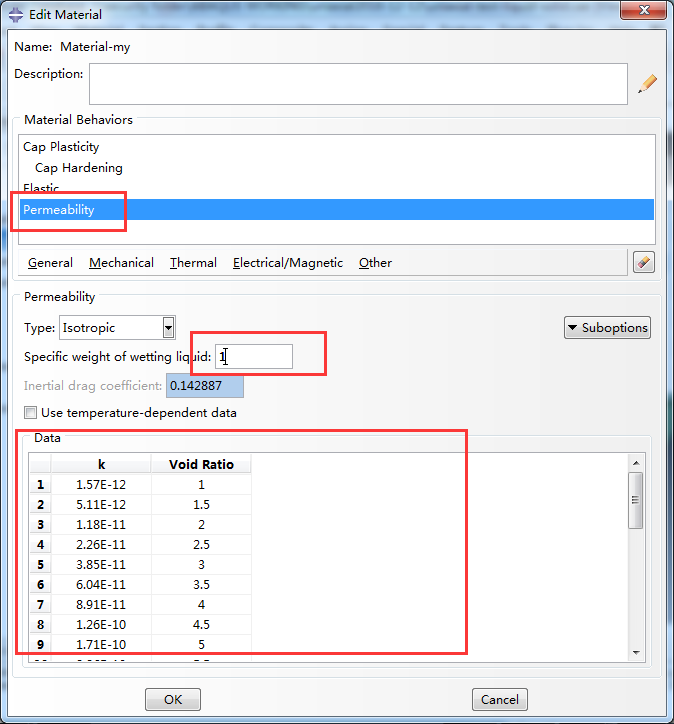 Edit Material
Name: Material-my
Description:
Material Behaviors
Cap Plasticity
Cap Hardening
Elastic
Permeability
General Mechanical Thermal Electrical/Magnetic Other
Permeability
Type: Isotropic
Suboptions
Specific weight of wetting liquid: 1
Inertial drag coefficient: 0.142887
Use temperature-dependent data
Data
k Void Ratio
1 1.57E-12 1
2 5.11E-12 1.5
3 1.18E-11 2
4 2.26E-11 2.5
5 3.85E-11 3
6 6.04E-11 3.5
7 8.91E-11 4
8 1.26E-10 4.5
9 1.71E-10 5
OK Cancel